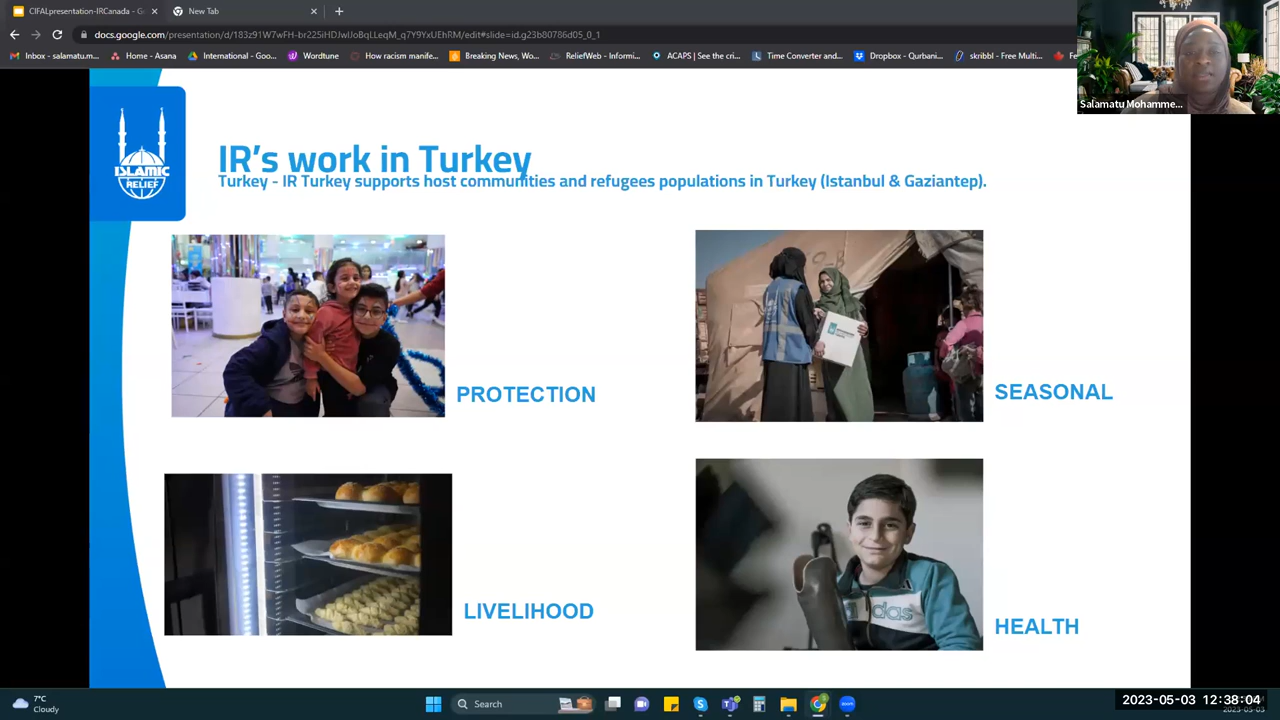 CIFALpresentation-IRCanada - G
New Tab
docs.google.com/presentation/d/183z91W7wFH-br225iHDJwIJoBqLLeqM_q7Y9YxUEhRM/edit#slide=id.g23b80786d05_0_1
Inbox - salamatu.m...
Home - Asana
International - Goo...
Wordtune
How racism manife...
Breaking News, Wo...
ReliefWeb - Informi...
ACAPS | See the cri...
Time Converter and...
Dropbox - Qurbani...
skribbl - Free Multi...
Salamatu Mohamme...
ISLAMIC
RELIEF
IR's work in Turkey
Turkey - IR Turkey supports host communities and refugees populations in Turkey (Istanbul & Gaziantep).
PROTECTION
SEASONAL
LIVELIHOOD
adidas
HEALTH
7°C
Cloudy
Search
2023-05-03 12:38:04